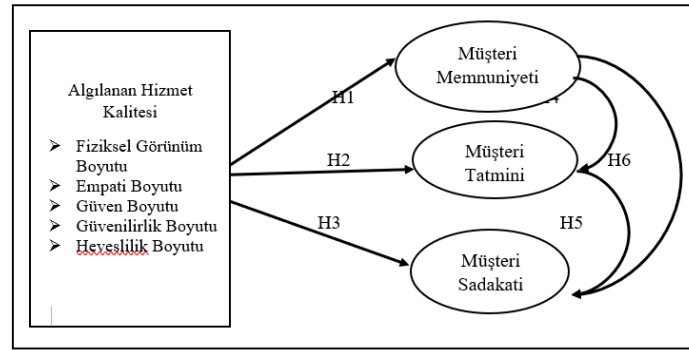 Algılanan Hizmet
Kalitesi
Fiziksel Görünüm
Boyutu
Empati Boyutu
Güven Boyutu
Güvenilirlik Boyutu
Heveslilik Boyutu
H1
H2
H3
Müşteri
Memnuniyeti
Müşteri
Tatmini
H6
H5
Müşteri
Sadakati